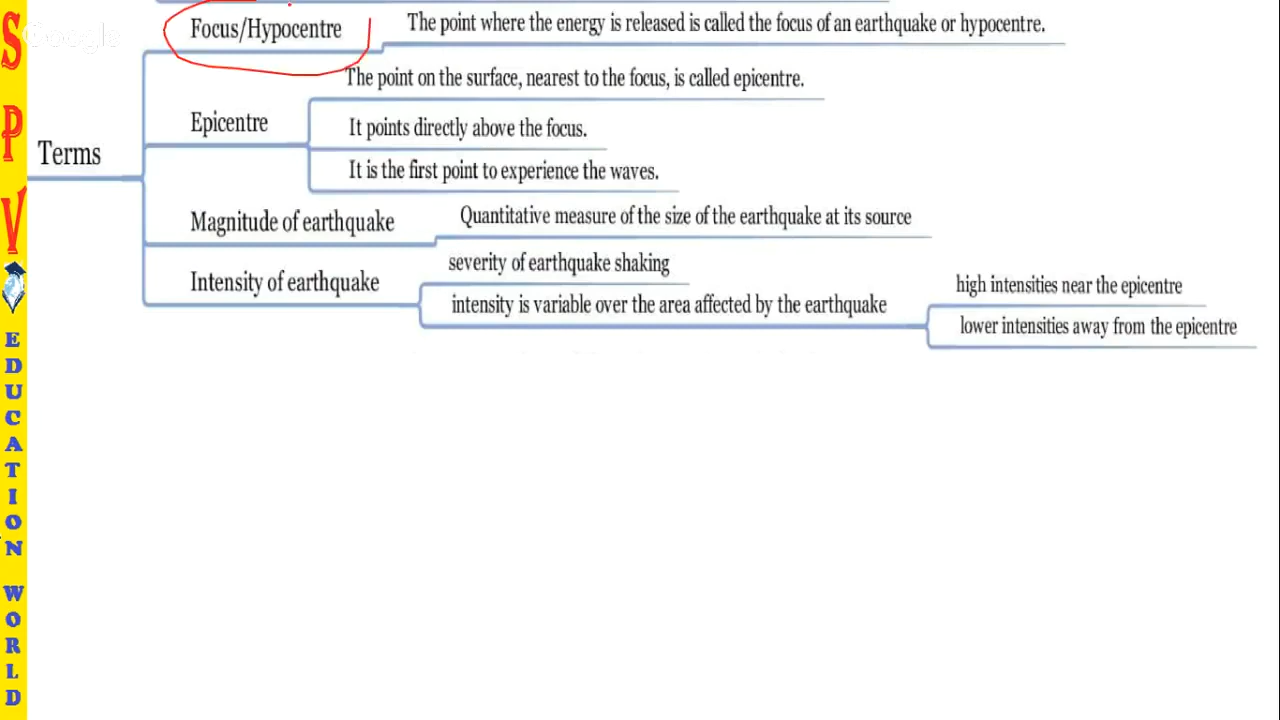 Google
Focus/Hypocentre
The point where the energy is released is called the focus of an earthquake or hypocentre.
The point on the surface, nearest to the focus, is called epicentre.
Epicentre
It points directly above the focus.
It is the first point to experience the waves.
Terms
Magnitude of earthquake
Quantitative measure of the size of the earthquake at its source
Intensity of earthquake
severity of earthquake shaking
intensity is variable over the area affected by the earthquake
high intensities near the epicentre
lower intensities away from the epicentre
SPV
EDUCATION
WORLD